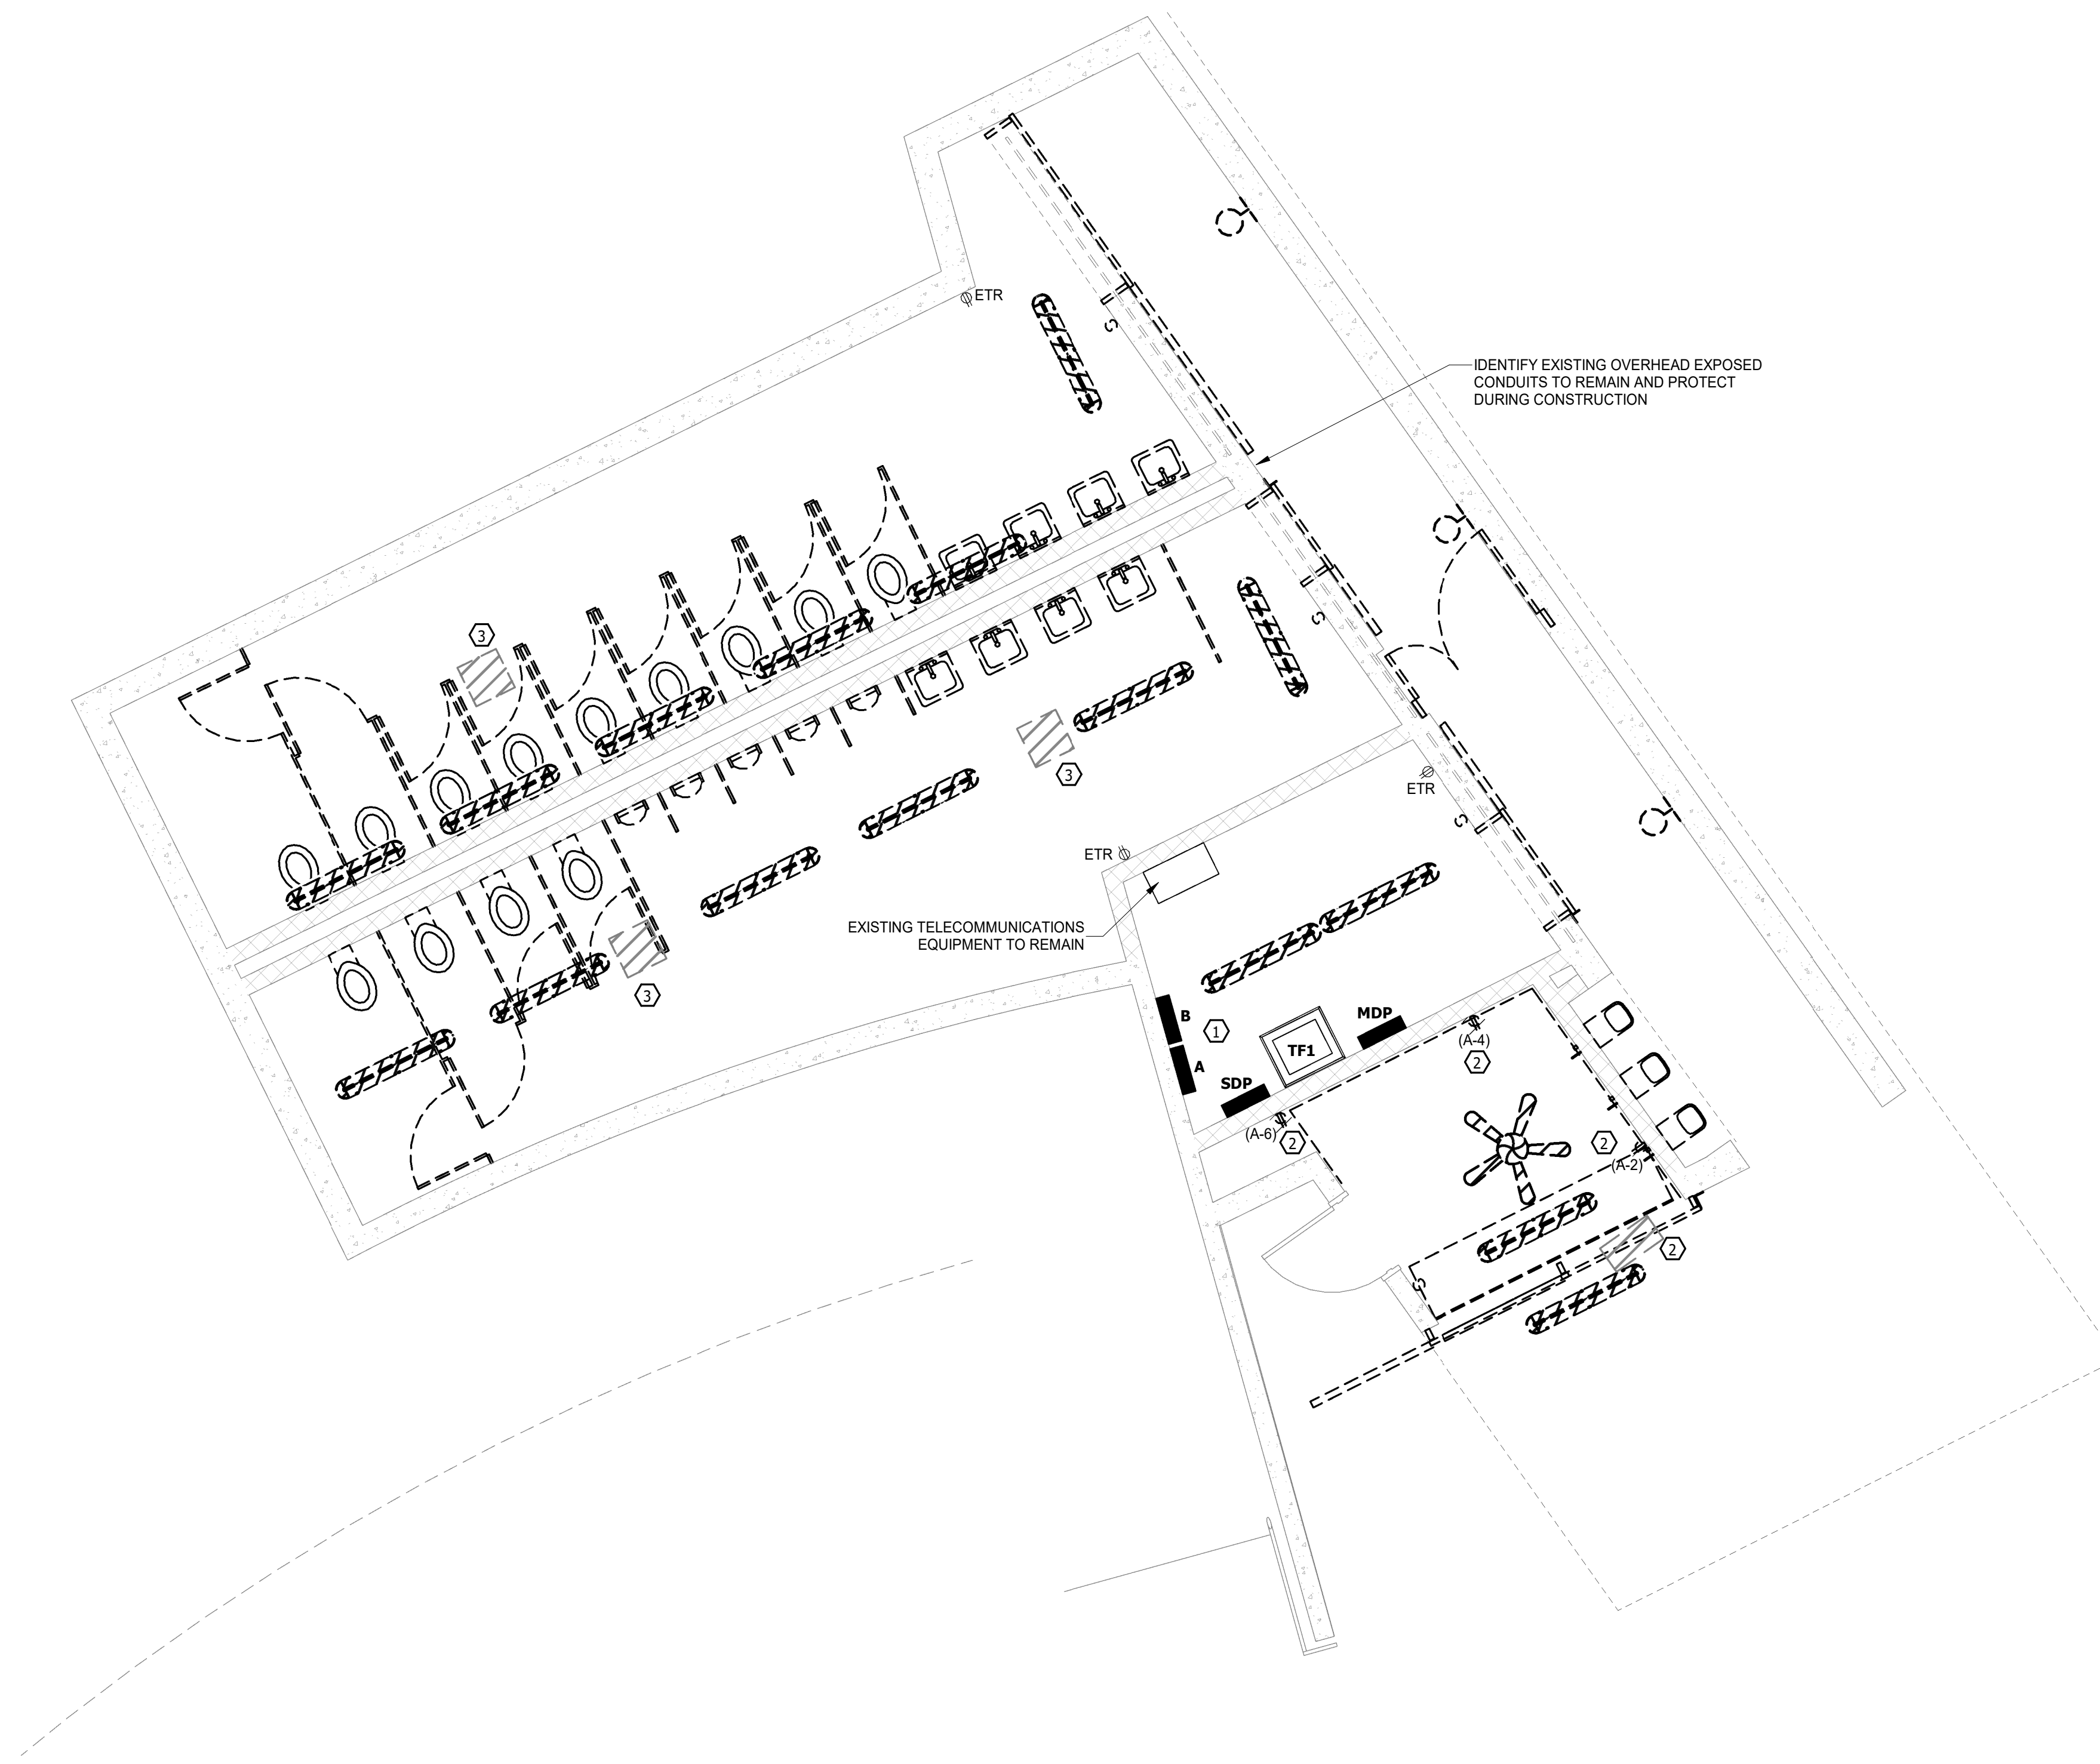 ETR
IDENTIFY EXISTING OVERHEAD EXPOSED
CONDUITS TO REMAIN AND PROTECT
DURING CONSTRUCTION
3
3
ETR
ETR
EXISTING TELECOMMUNICATIONS
EQUIPMENT TO REMAIN
3
B
1
MDP
A
TF1
SDP
(A-4)
2
(A-6)
2
2
(A-2)
2